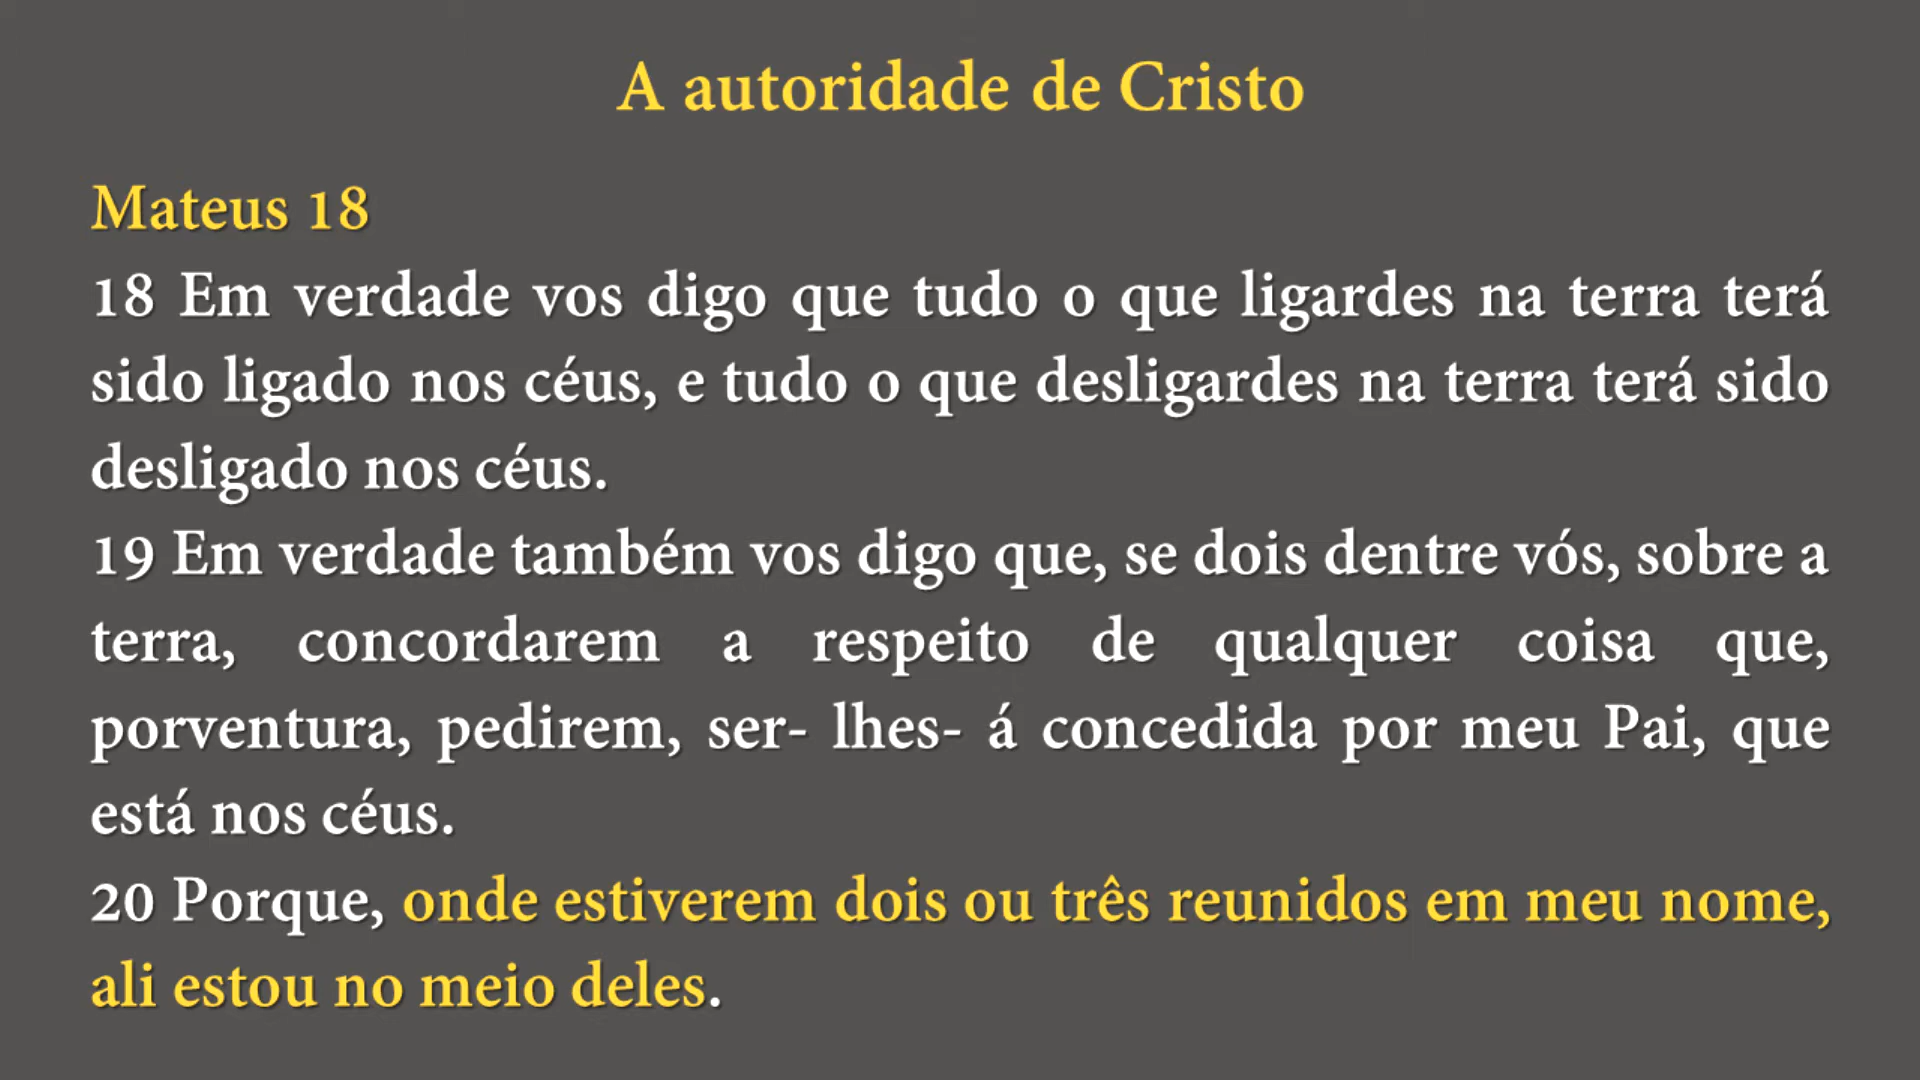 A autoridade de Cristo
Mateus 18
18 Em verdade vos digo que tudo o que ligardes na terra terá
sido ligado nos céus, e tudo o que desligardes na terra terá sido
desligado nos céus.
19 Em verdade também vos digo que, se dois dentre vós, sobre a
terra, concordarem a respeito de qualquer coisa que,
porventura, pedirem, ser- lhes- á concedida por meu Pai, que
está nos céus.
20 Porque, onde estiverem dois ou três reunidos em meu nome,
ali estou no meio deles.